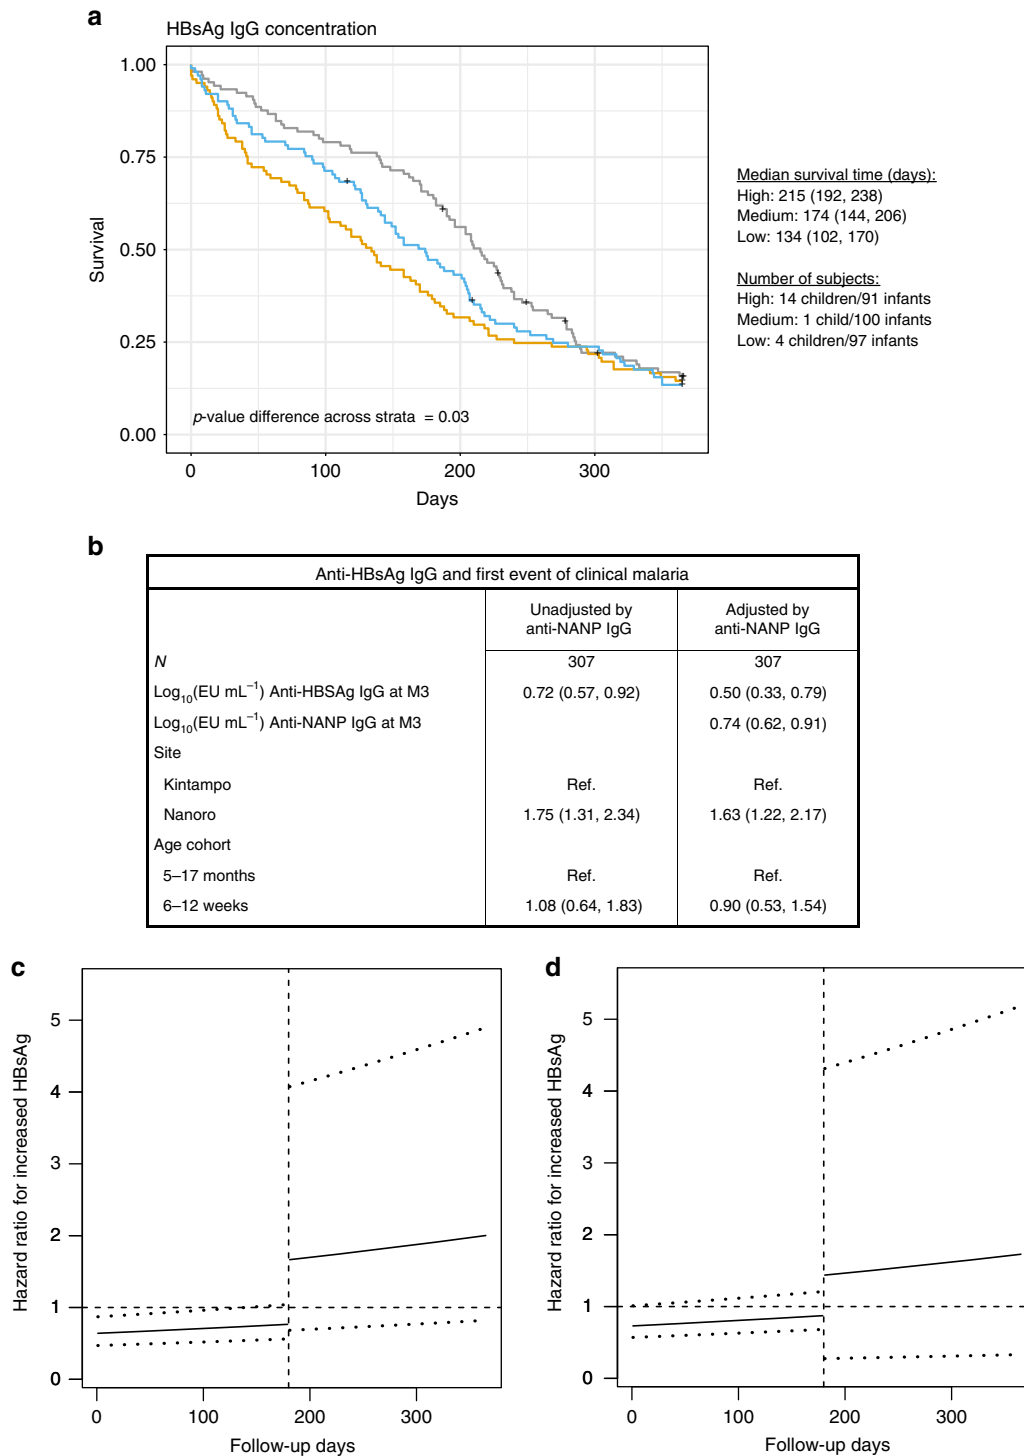 a
HBsAg IgG concentration
1.00
0.75
0.50
0.25
0.00
Survival
0 100 200 300
Days
p-value difference across strata = 0.03
Median survival time (days):
High: 215 (192, 238)
Medium: 174 (144, 206)
Low: 134 (102, 170)
Number of subjects:
High: 14 children/91 infants
Medium: 1 child/100 infants
Low: 4 children/97 infants
b
Anti-HBsAg IgG and first event of clinical malaria
Unadjusted by anti-NANP IgG
Adjusted by anti-NANP IgG
N 307 307
Log10(EU mL−1) Anti-HBSAg IgG at M3 0.72 (0.57, 0.92) 0.50 (0.33, 0.79)
Log10(EU mL−1) Anti-NANP IgG at M3 0.74 (0.62, 0.91)
Site
Kintampo Ref. Ref.
Nanoro 1.75 (1.31, 2.34) 1.63 (1.22, 2.17)
Age cohort
5–17 months Ref. Ref.
6–12 weeks 1.08 (0.64, 1.83) 0.90 (0.53, 1.54)
c
Hazard ratio for increased HBsAg
5
4
3
2
1
0
0 100 200 300
Follow-up days
d
Hazard ratio for increased HBsAg
5
4
3
2
1
0
0 100 200 300
Follow-up days